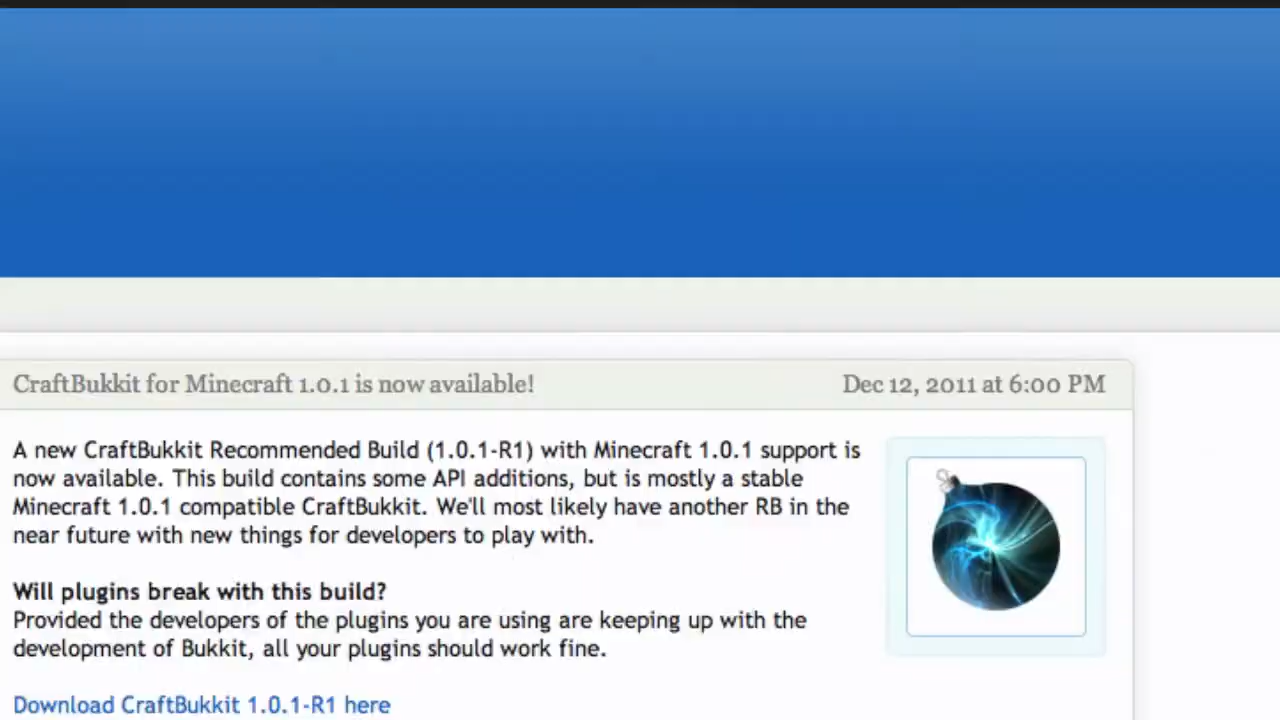 CraftBukkit for Minecraft 1.0.1 is now available! Dec 12, 2011 at 6:00 PM
A new CraftBukkit Recommended Build (1.0.1-R1) with Minecraft 1.0.1 support is
now available. This build contains some API additions, but is mostly a stable
Minecraft 1.0.1 compatible CraftBukkit. We'll most likely have another RB in the
near future with new things for developers to play with.
Will plugins break with this build?
Provided the developers of the plugins you are using are keeping up with the
development of Bukkit, all your plugins should work fine.
Download CraftBukkit 1.0.1-R1 here